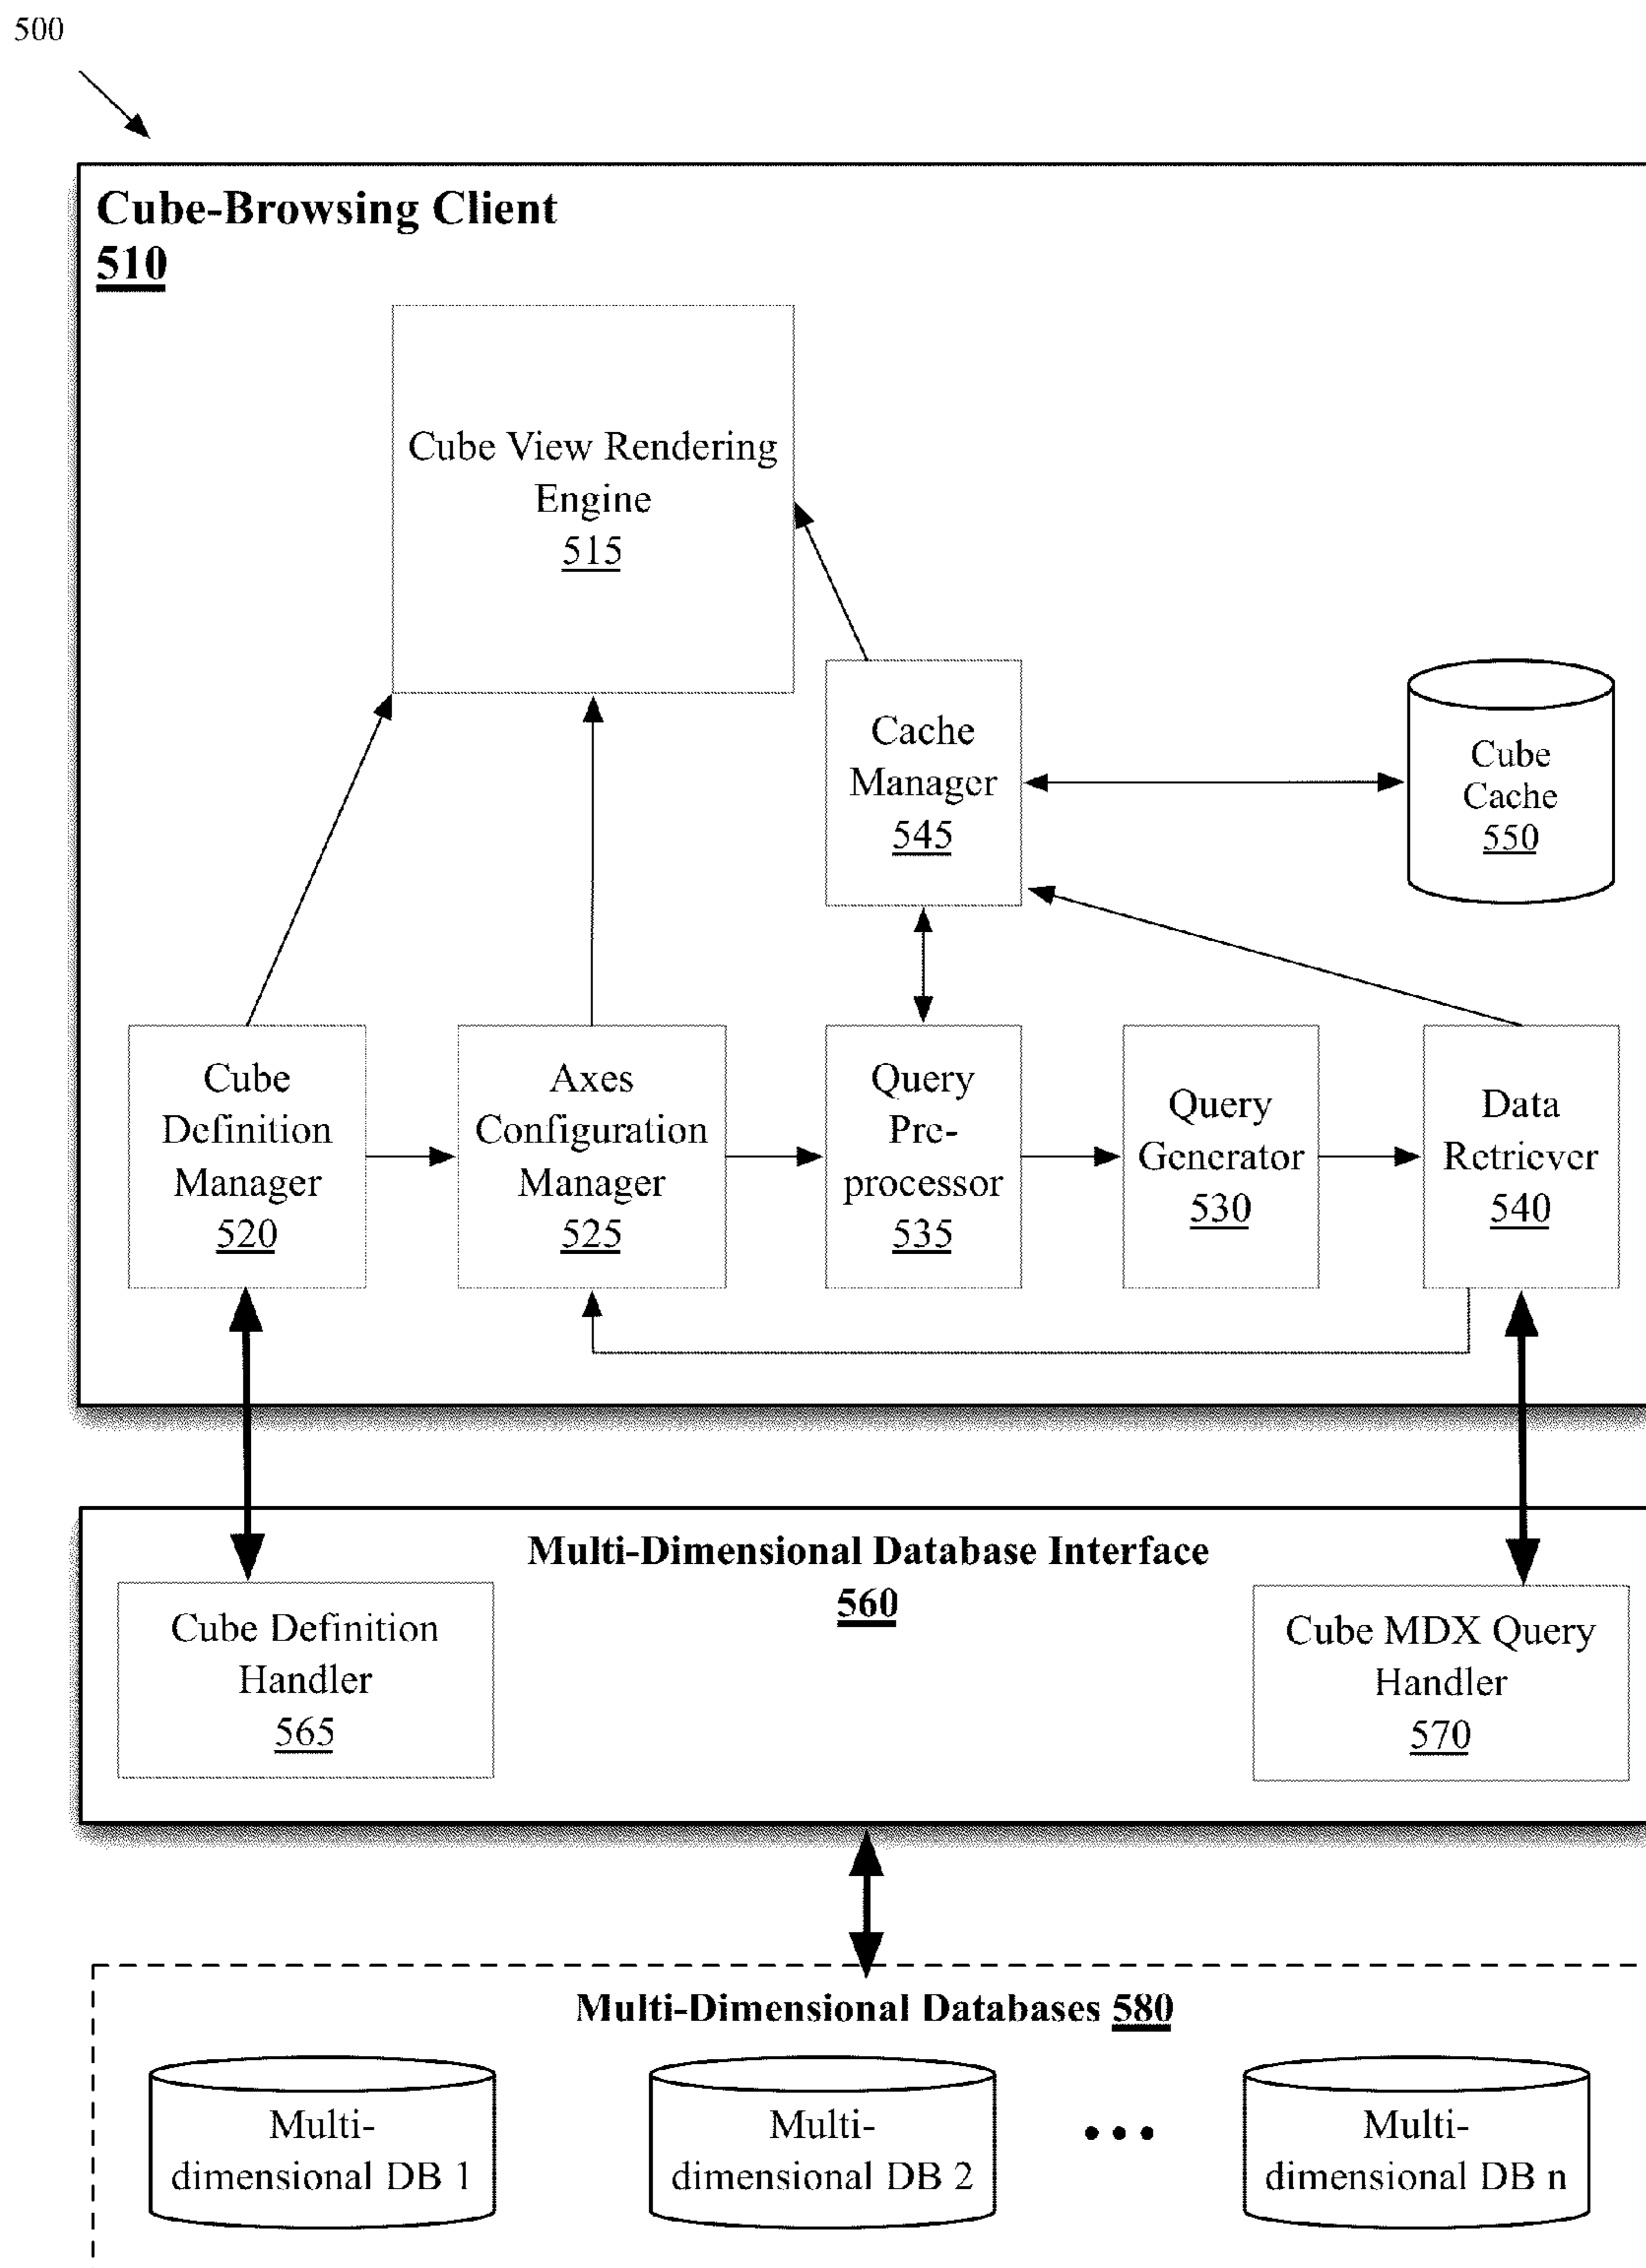 500
Cube-Browsing Client
510
Cube View Rendering
Engine
515
Cache
Manager
545
Cube
Cache
550
Cube
Definition
Manager
520
Axes
Configuration
Manager
525
Query
Pre-
processor
535
Query
Generator
530
Data
Retriever
540
Multi-Dimensional Database Interface
560
Cube Definition
Handler
565
Cube MDX Query
Handler
570
Multi-Dimensional Databases 580
Multi-
dimensional DB 1
Multi-
dimensional DB 2
• • •
Multi-
dimensional DB n